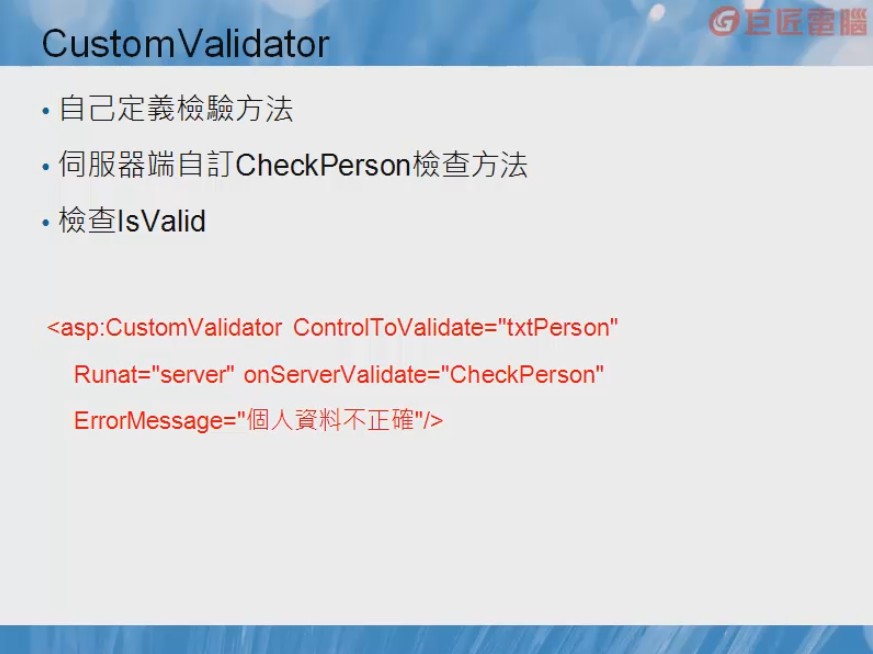 巨匠電腦
CustomValidator
• 自己定義檢驗方法
• 伺服器端自訂CheckPerson檢查方法
• 檢查IsValid
<asp:CustomValidator ControlToValidate="txtPerson"
Runat="server" onServerValidate="CheckPerson"
ErrorMessage="個人資料不正確"/>